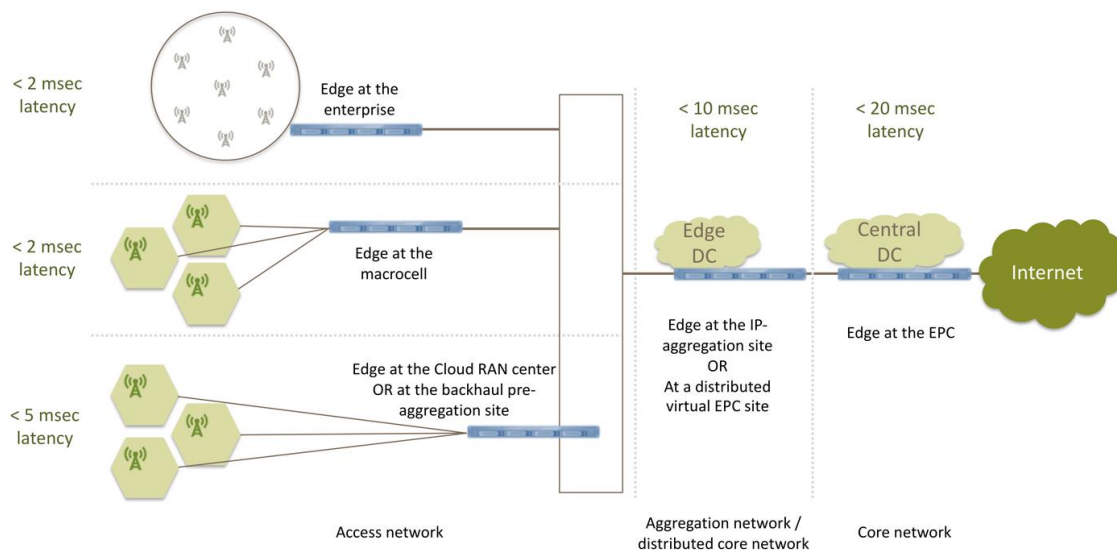 < 2 msec
latency
Edge at the
enterprise
< 10 msec
latency
< 20 msec
latency
< 2 msec
latency
Edge at the
macrocell
Edge
DC
Central
DC
Internet
Edge at the IP-
aggregation site
OR
At a distributed
virtual EPC site
Edge at the EPC
< 5 msec
latency
Edge at the Cloud RAN center
OR at the backhaul pre-
aggregation site
Access network
Aggregation network /
distributed core network
Core network